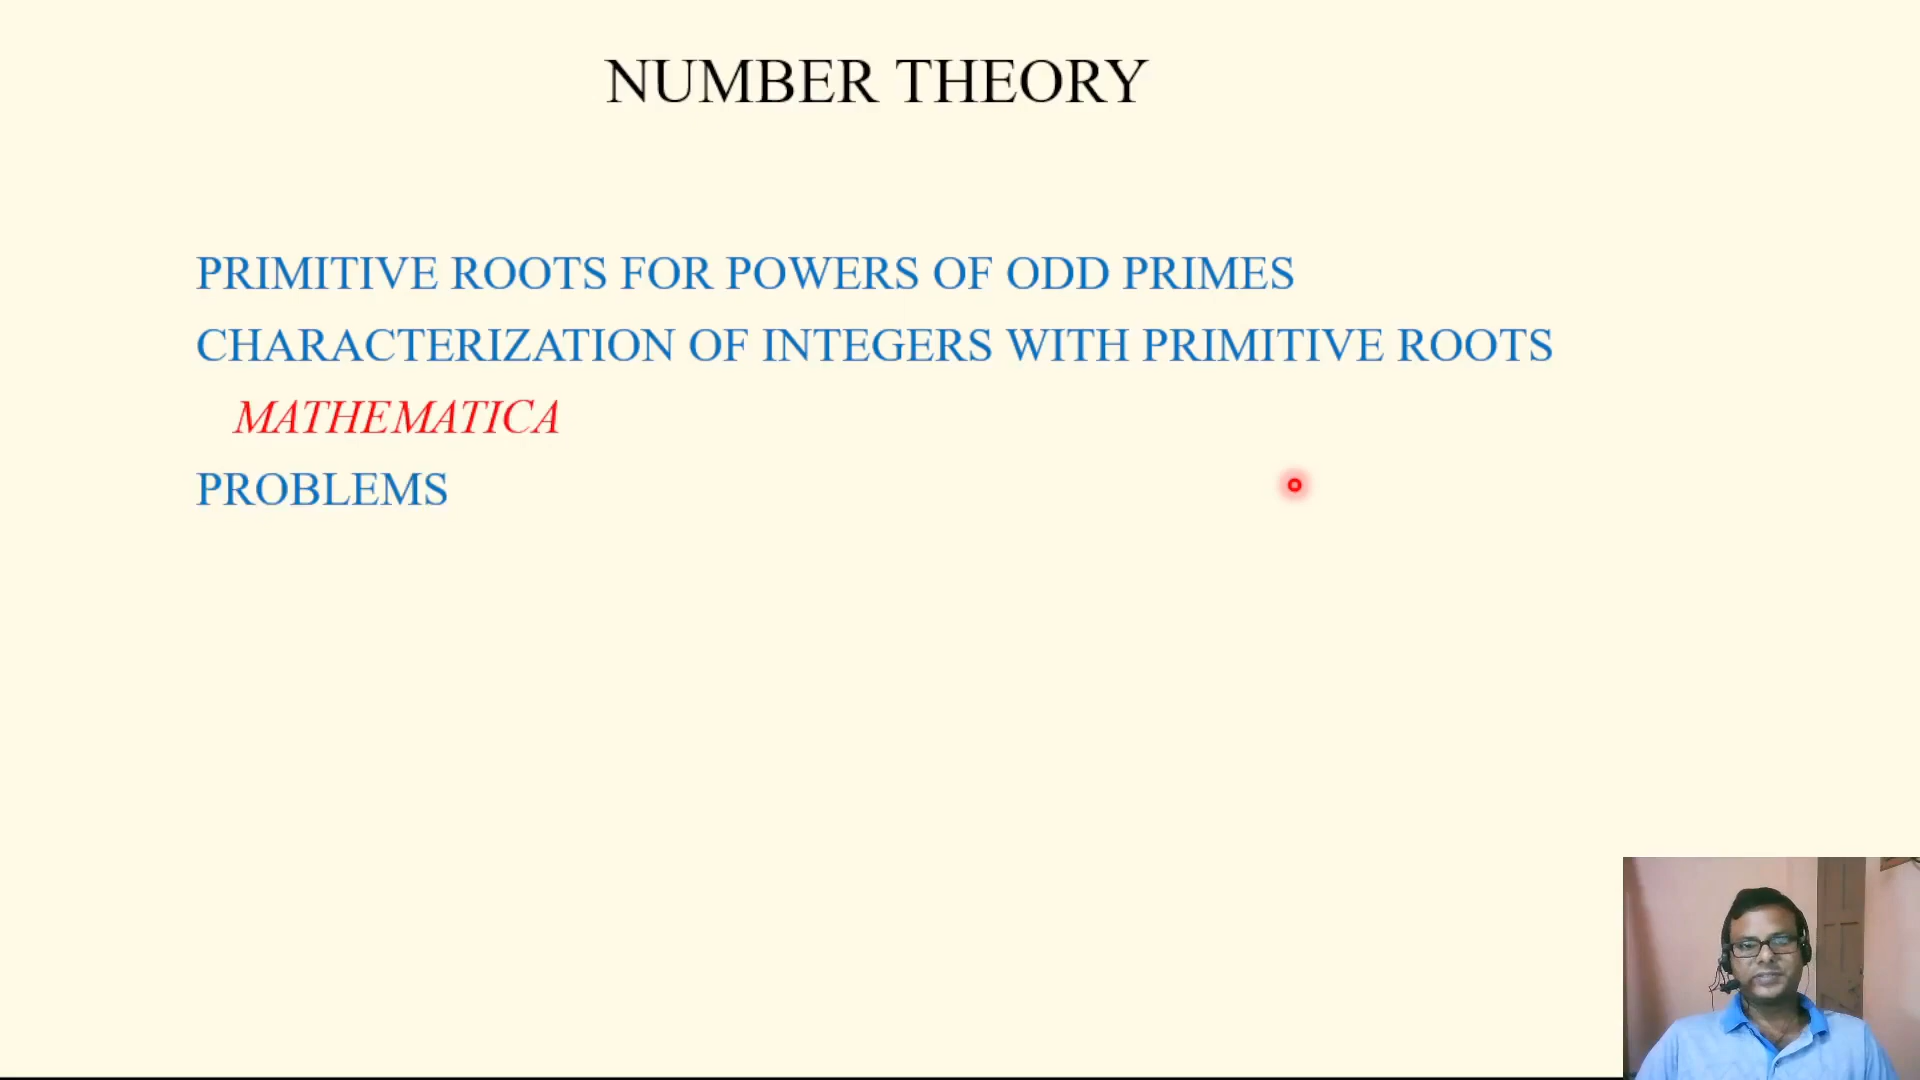 NUMBER THEORY
PRIMITIVE ROOTS FOR POWERS OF ODD PRIMES
CHARACTERIZATION OF INTEGERS WITH PRIMITIVE ROOTS
MATHEMATICA
PROBLEMS